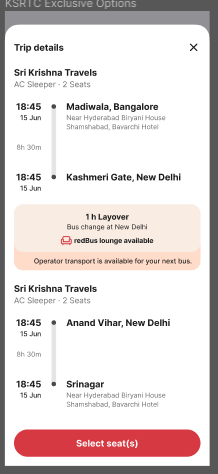 KSRTC Exclusive Options
Trip details
Sri Krishna Travels
AC Sleeper · 2 Seats
18:45 Madiwala, Bangalore
15 Jun Near Hyderabad Biryani House
Shamshabad, Bavarchi Hotel
8h 30m
18:45 Kashmeri Gate, New Delhi
15 Jun
1 h Layover
Bus change at New Delhi
redBus lounge available
Operator transport is available for your next bus.
Sri Krishna Travels
AC Sleeper · 2 Seats
18:45 Anand Vihar, New Delhi
15 Jun
8h 30m
18:45 Srinagar
15 Jun Near Hyderabad Biryani House
Shamshabad, Bavarchi Hotel
Select seat(s)